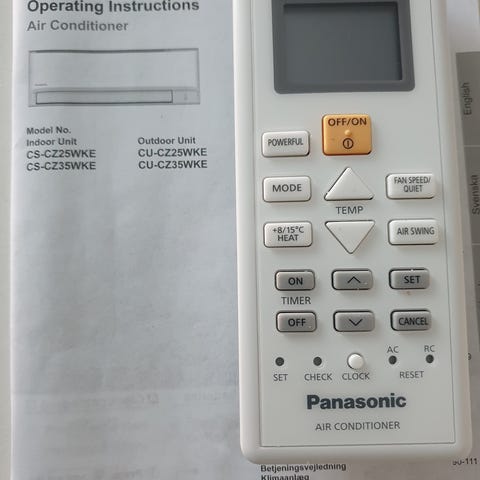 Operating Instructions
Air Conditioner
Model No.
Indoor Unit
CS-CZ25WKE
CS-CZ35WKE
Outdoor Unit
CU-CZ25WKE
CU-CZ35WKE
OFF/ON
POWERFUL
MODE
FAN SPEED/
QUIET
TEMP
+8/15°C
HEAT
AIR SWING
ON
SET
TIMER
OFF
CANCEL
SET
CHECK
CLOCK
AC
RC
RESET
Panasonic
AIR CONDITIONER
English
Svenska
Betjeningsvejledning
Klimaanlæg
90-111